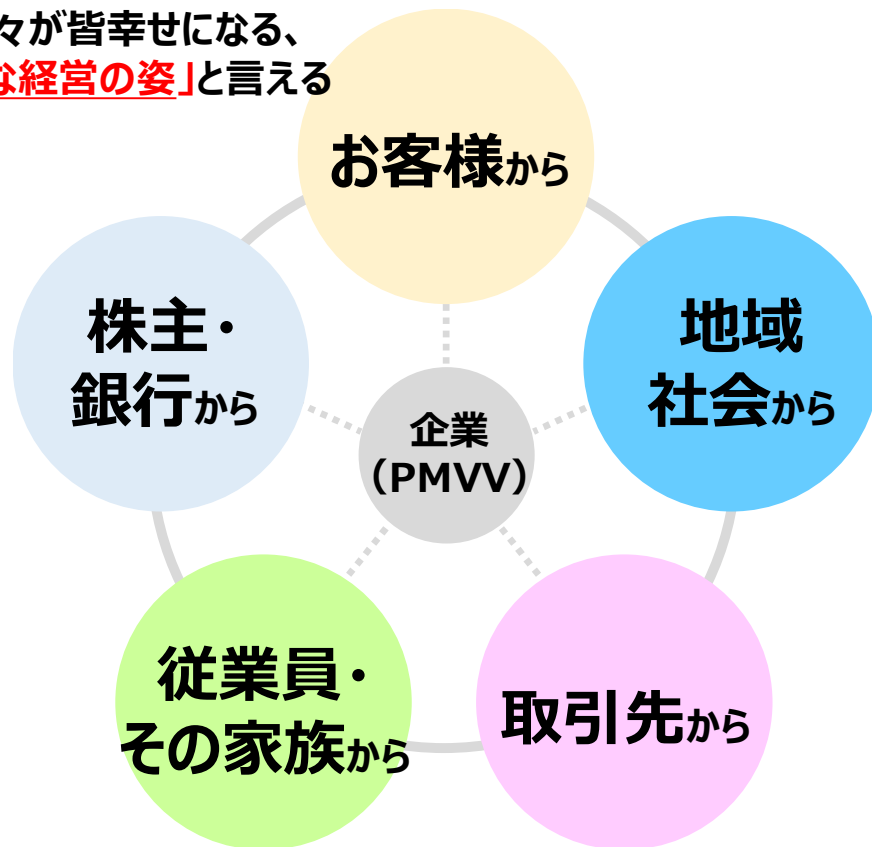 々が皆幸せになる、
な経営の姿」と言える
お客様から
株主・
銀行から
地域
社会から
企業
（PMVV）
従業員・
その家族から
取引先から